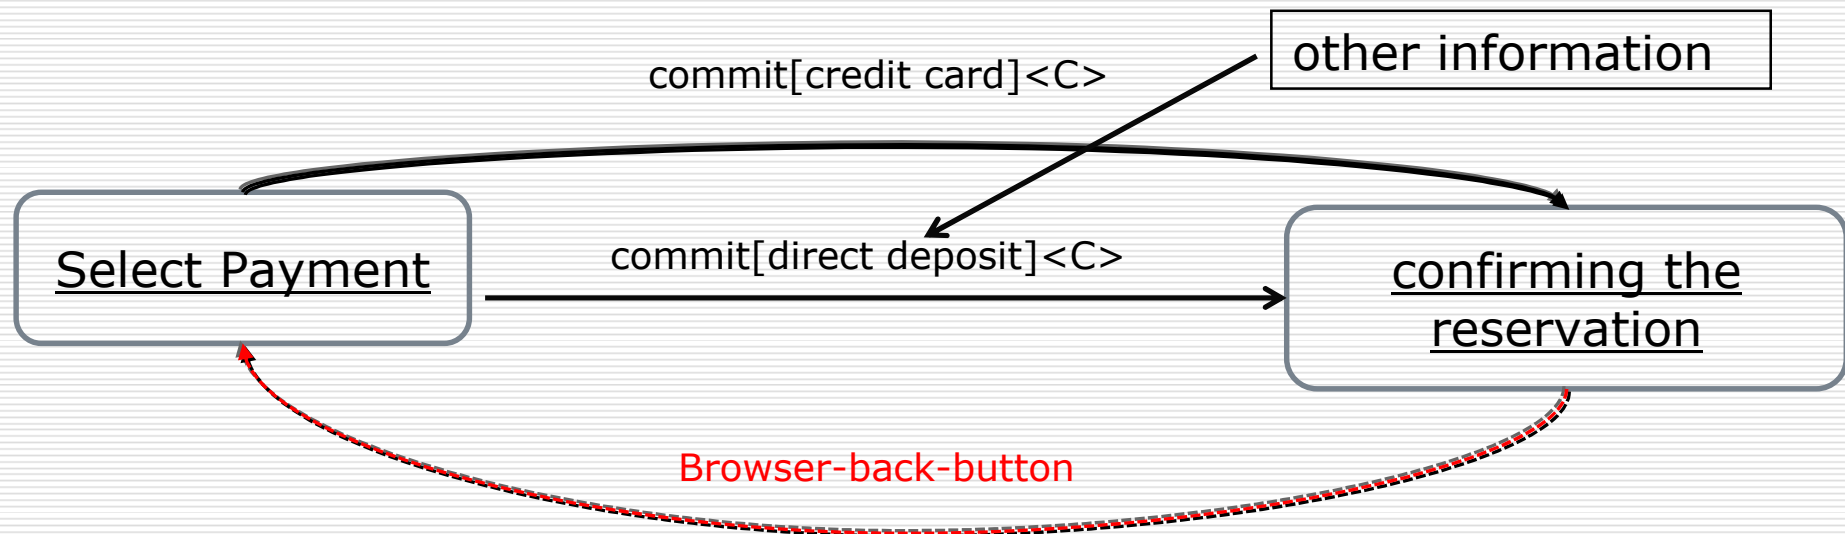 other information
commit[credit card]<C>
commit[direct deposit]<C>
Select Payment
confirming the
reservation
Browser-back-button